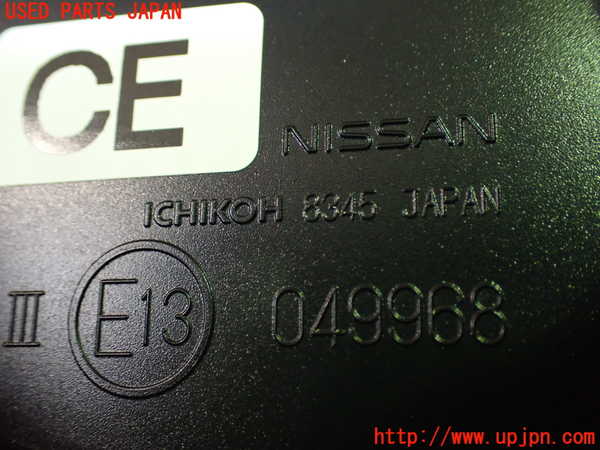 USED PARTS JAPAN
CE
NISSAN
ICHIKOH 8345 JAPAN
III E13 049968
http://www.upjpn.com/